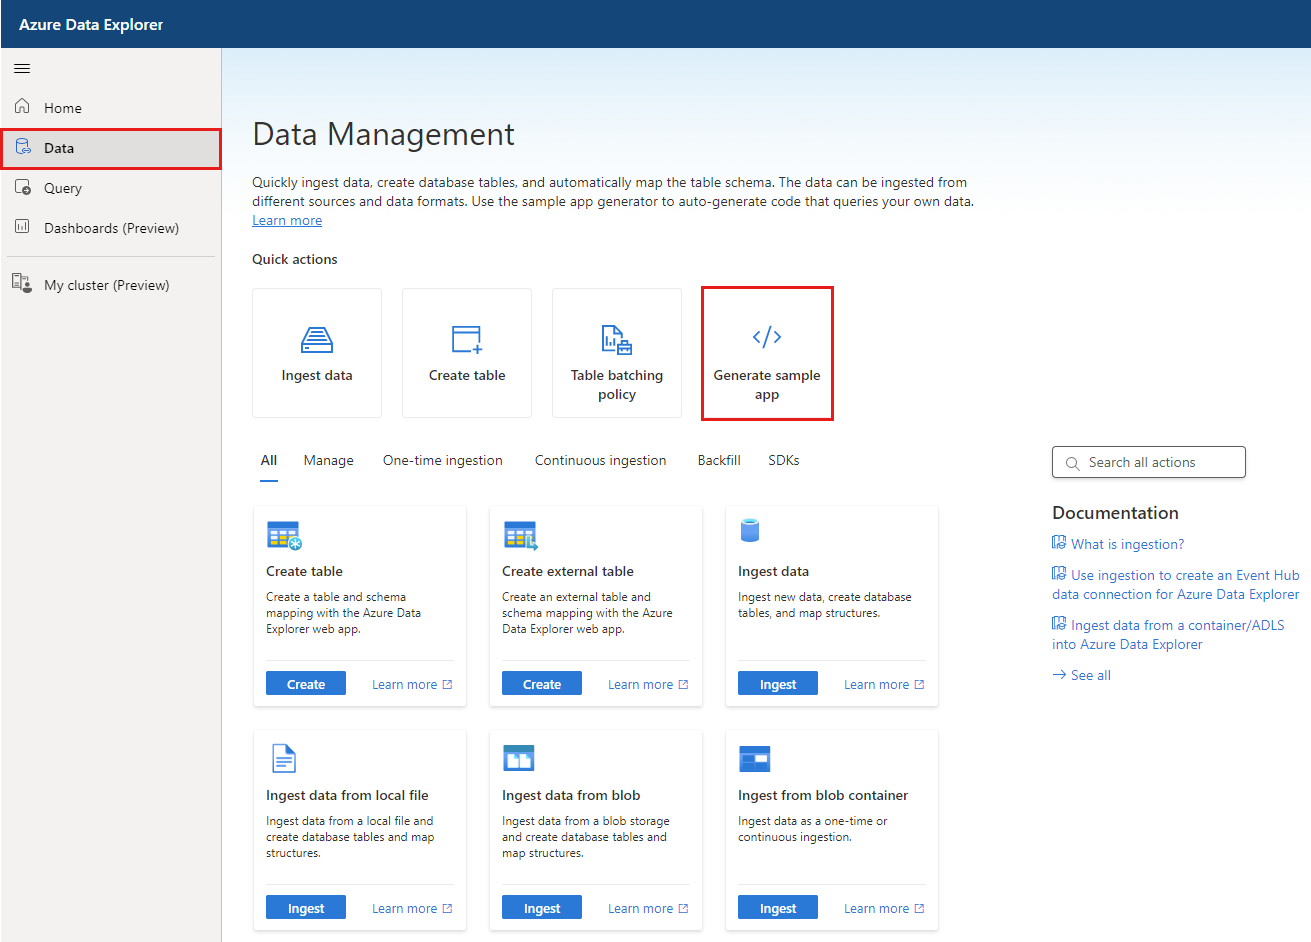 Azure Data Explorer
Home
Data
Query
Dashboards (Preview)
My cluster (Preview)
Data Management
Quickly ingest data, create database tables, and automatically map the table schema. The data can be ingested from
different sources and data formats. Use the sample app generator to auto-generate code that queries your own data.
Learn more
Quick actions
Ingest data
Create table
Table batching
policy
Generate sample
app
All
Manage
One-time ingestion
Continuous ingestion
Backfill
SDKs
Create table
Create a table and schema
mapping with the Azure Data
Explorer web app.
Create
Learn more
Create external table
Create an external table and
schema mapping with the Azure
Data Explorer web app.
Create
Learn more
Ingest data
Ingest new data, create database
tables, and map structures.
Ingest
Learn more
Ingest data from local file
Ingest data from a local file and
create database tables and map
structures.
Ingest
Learn more
Ingest data from blob
Ingest data from a blob storage
and create database tables and
map structures.
Ingest
Learn more
Ingest from blob container
Ingest data as a one-time or
continuous ingestion.
Ingest
Learn more
Search all actions
Documentation
What is ingestion?
Use ingestion to create an Event Hub
data connection for Azure Data Explorer
Ingest data from a container/ADLS
into Azure Data Explorer
See all